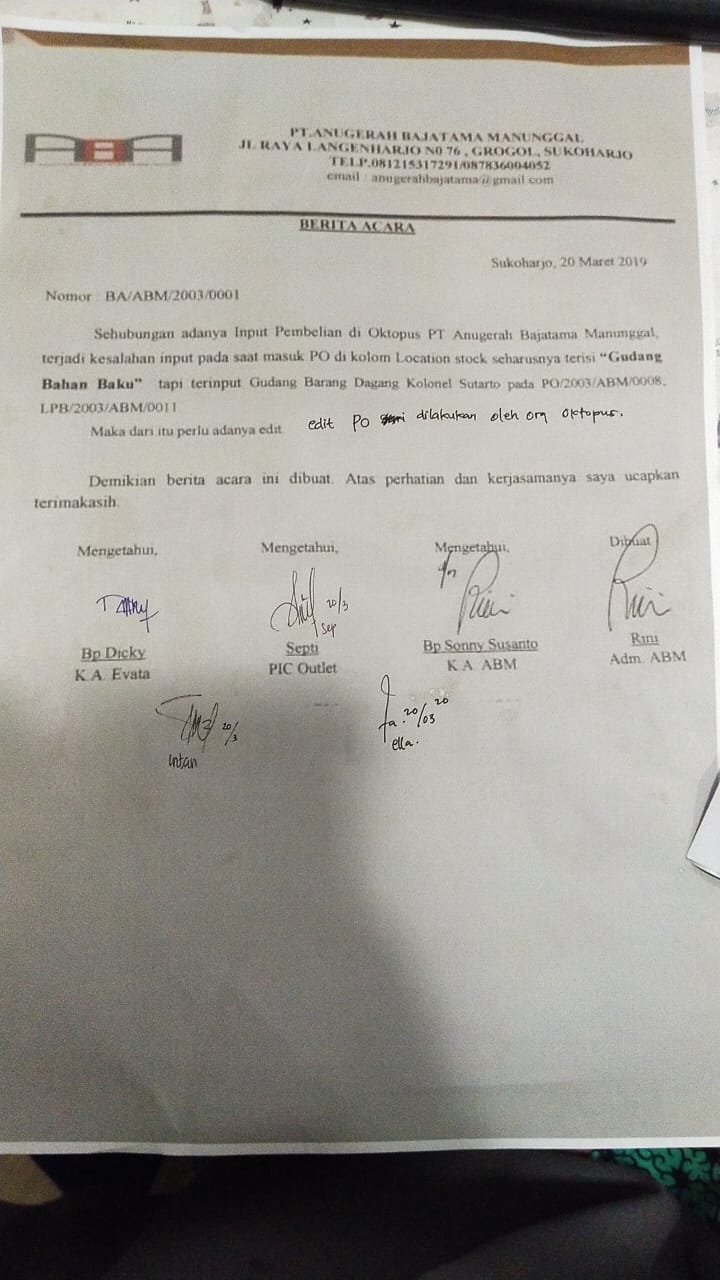 ABA
PT.ANUGERAH BAJATAMA MANUNGGAL
JL RAYA LANGENHARJO N0 76 , GROGOL, SUKOHARJO
TELP.081215317291/087836004052
email : anugerahbajatama@gmail.com
BERITA ACARA
Sukoharjo, 20 Maret 2019
Nomor : BA/ABM/2003/0001
Sehubungan adanya Input Pembelian di Oktopus PT Anugerah Bajatama Manunggal,
terjadi kesalahan input pada saat masuk PO di kolom Location stock seharusnya terisi “Gudang
Bahan Baku” tapi terinput Gudang Barang Dagang Kolonel Sutarto pada PO/2003/ABM/0008,
LPB/2003/ABM/0011
Maka dari itu perlu adanya edit. edit PO dilakukan oleh org oktopus.
Demikian berita acara ini dibuat. Atas perhatian dan kerjasamanya saya ucapkan
terimakasih.
Mengetahui, Mengetahui, Mengetahui, Dibuat
20/3
Sep
Bp Dicky Septi Bp Sonny Susanto Rini
K.A. Evata PIC Outlet K.A ABM Adm. ABM
20/3 20/03 20
intan ella.